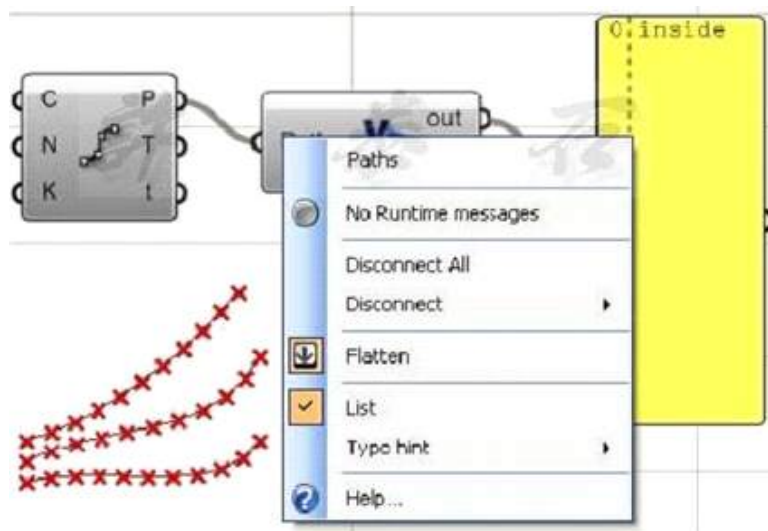 0 inside
C
P
N
T
K
t
out
Paths
No Runtime messages
Disconnect All
Disconnect
Flatten
List
Type hint
Help...